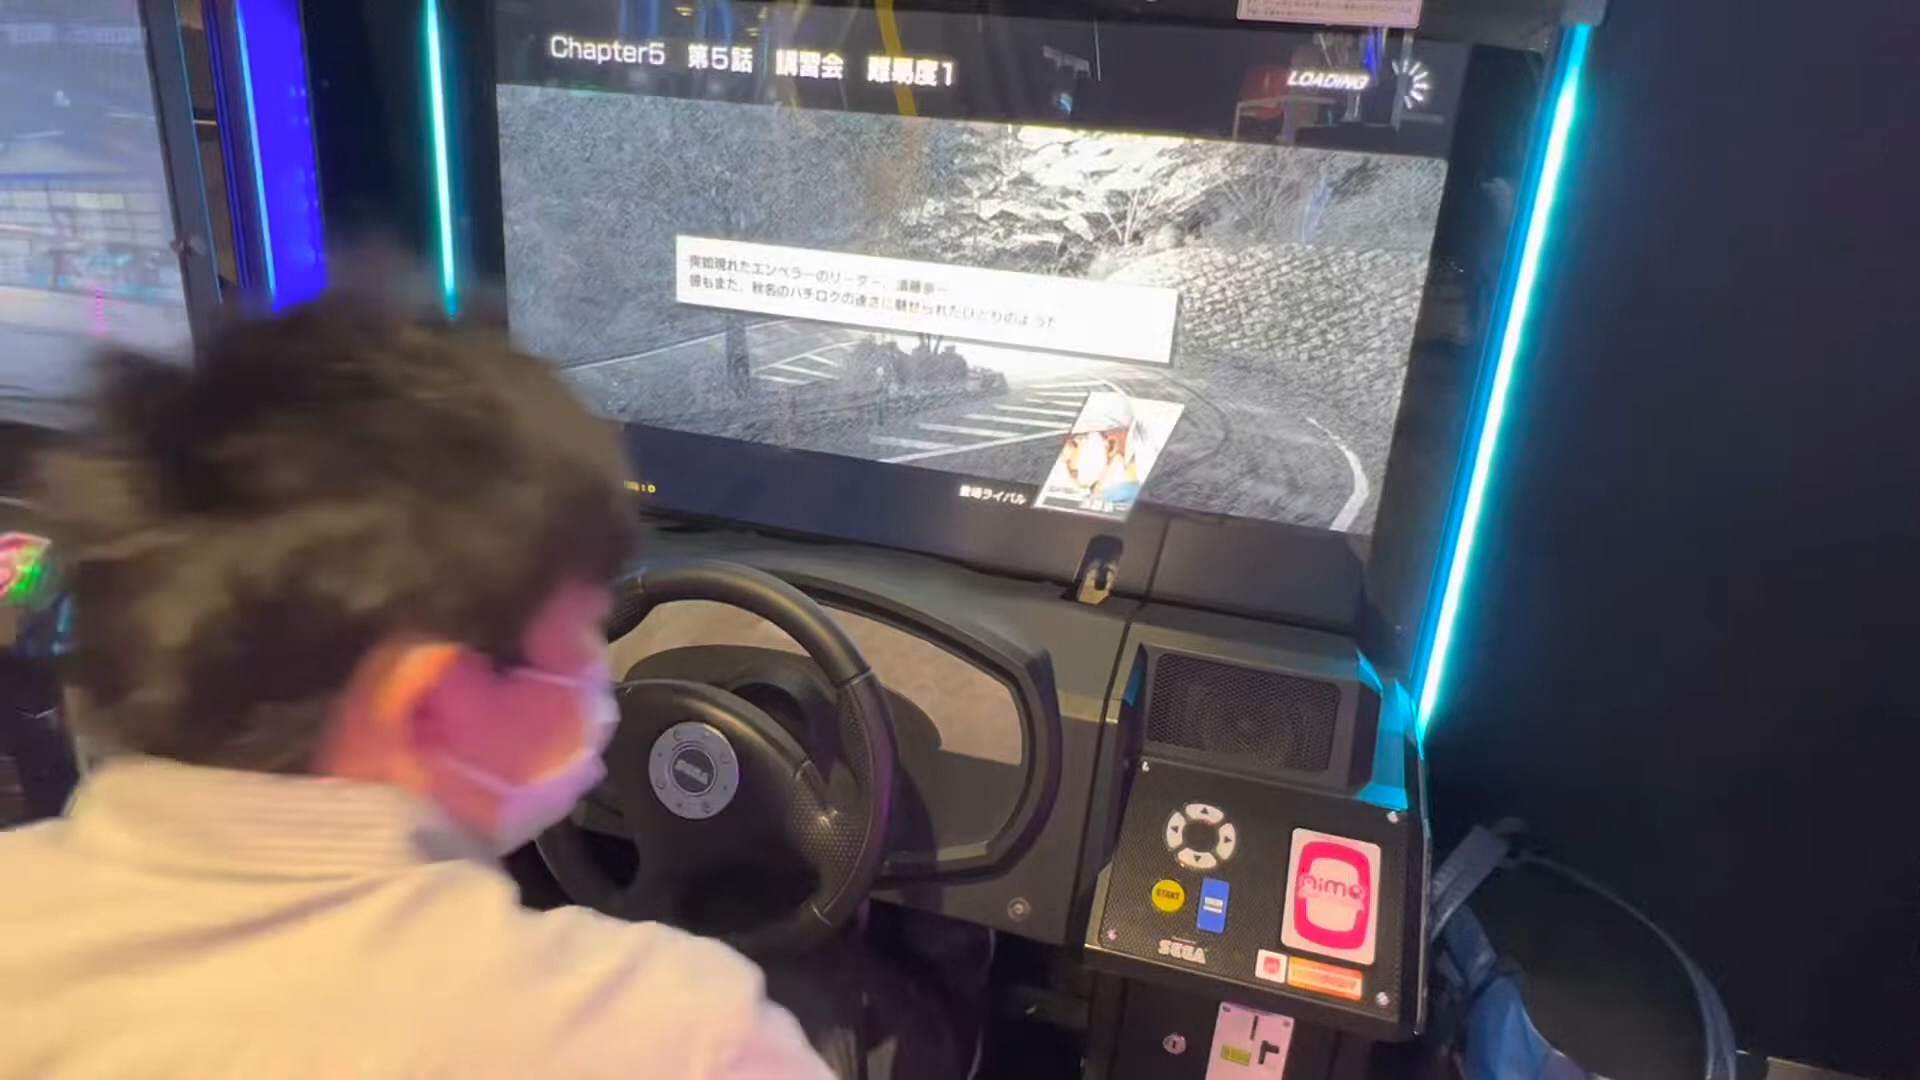 Chapter5 第5話 講習会 難易度1
LOADING
突如現れたエンペラーのリーダー、須藤京一
彼もまた、秋名のハチロクの速さに魅せられたひとりのようだ
登場ライバル
SEGA
START
aime
SEGA